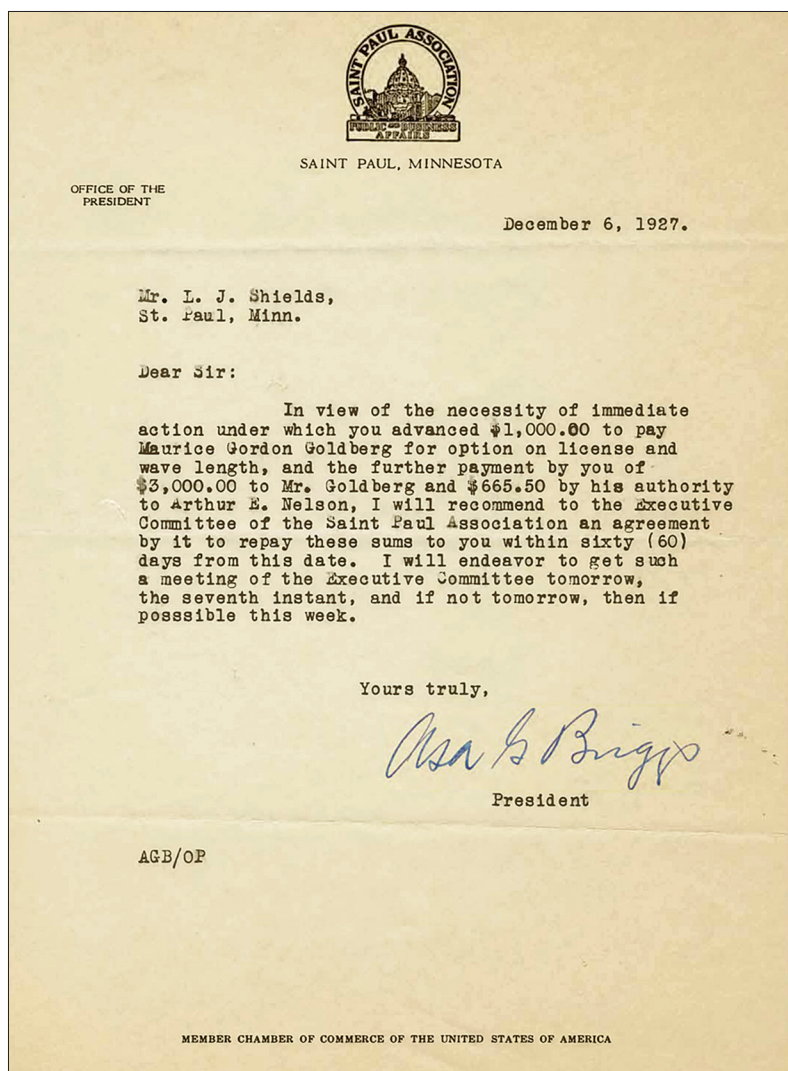 SAINT PAUL ASSOCIATION
PUBLIC AND BUSINESS
AFFAIRS
SAINT PAUL, MINNESOTA
OFFICE OF THE
PRESIDENT
December 6, 1927.
Mr. L. J. Shields,
St. Paul, Minn.
Dear Sir:
In view of the necessity of immediate
action under which you advanced $1,000.00 to pay
Maurice Gordon Goldberg for option on license and
wave length, and the further payment by you of
$3,000.00 to Mr. Goldberg and $665.50 by his authority
to Arthur E. Nelson, I will recommend to the Executive
Committee of the Saint Paul Association an agreement
by it to repay these sums to you within sixty (60)
days from this date.  I will endeavor to get such
a meeting of the Executive Committee tomorrow,
the seventh instant, and if not tomorrow, then if
posssible this week.
Yours truly,
Asa G Briggs
President
AGB/OP
MEMBER CHAMBER OF COMMERCE OF THE UNITED STATES OF AMERICA